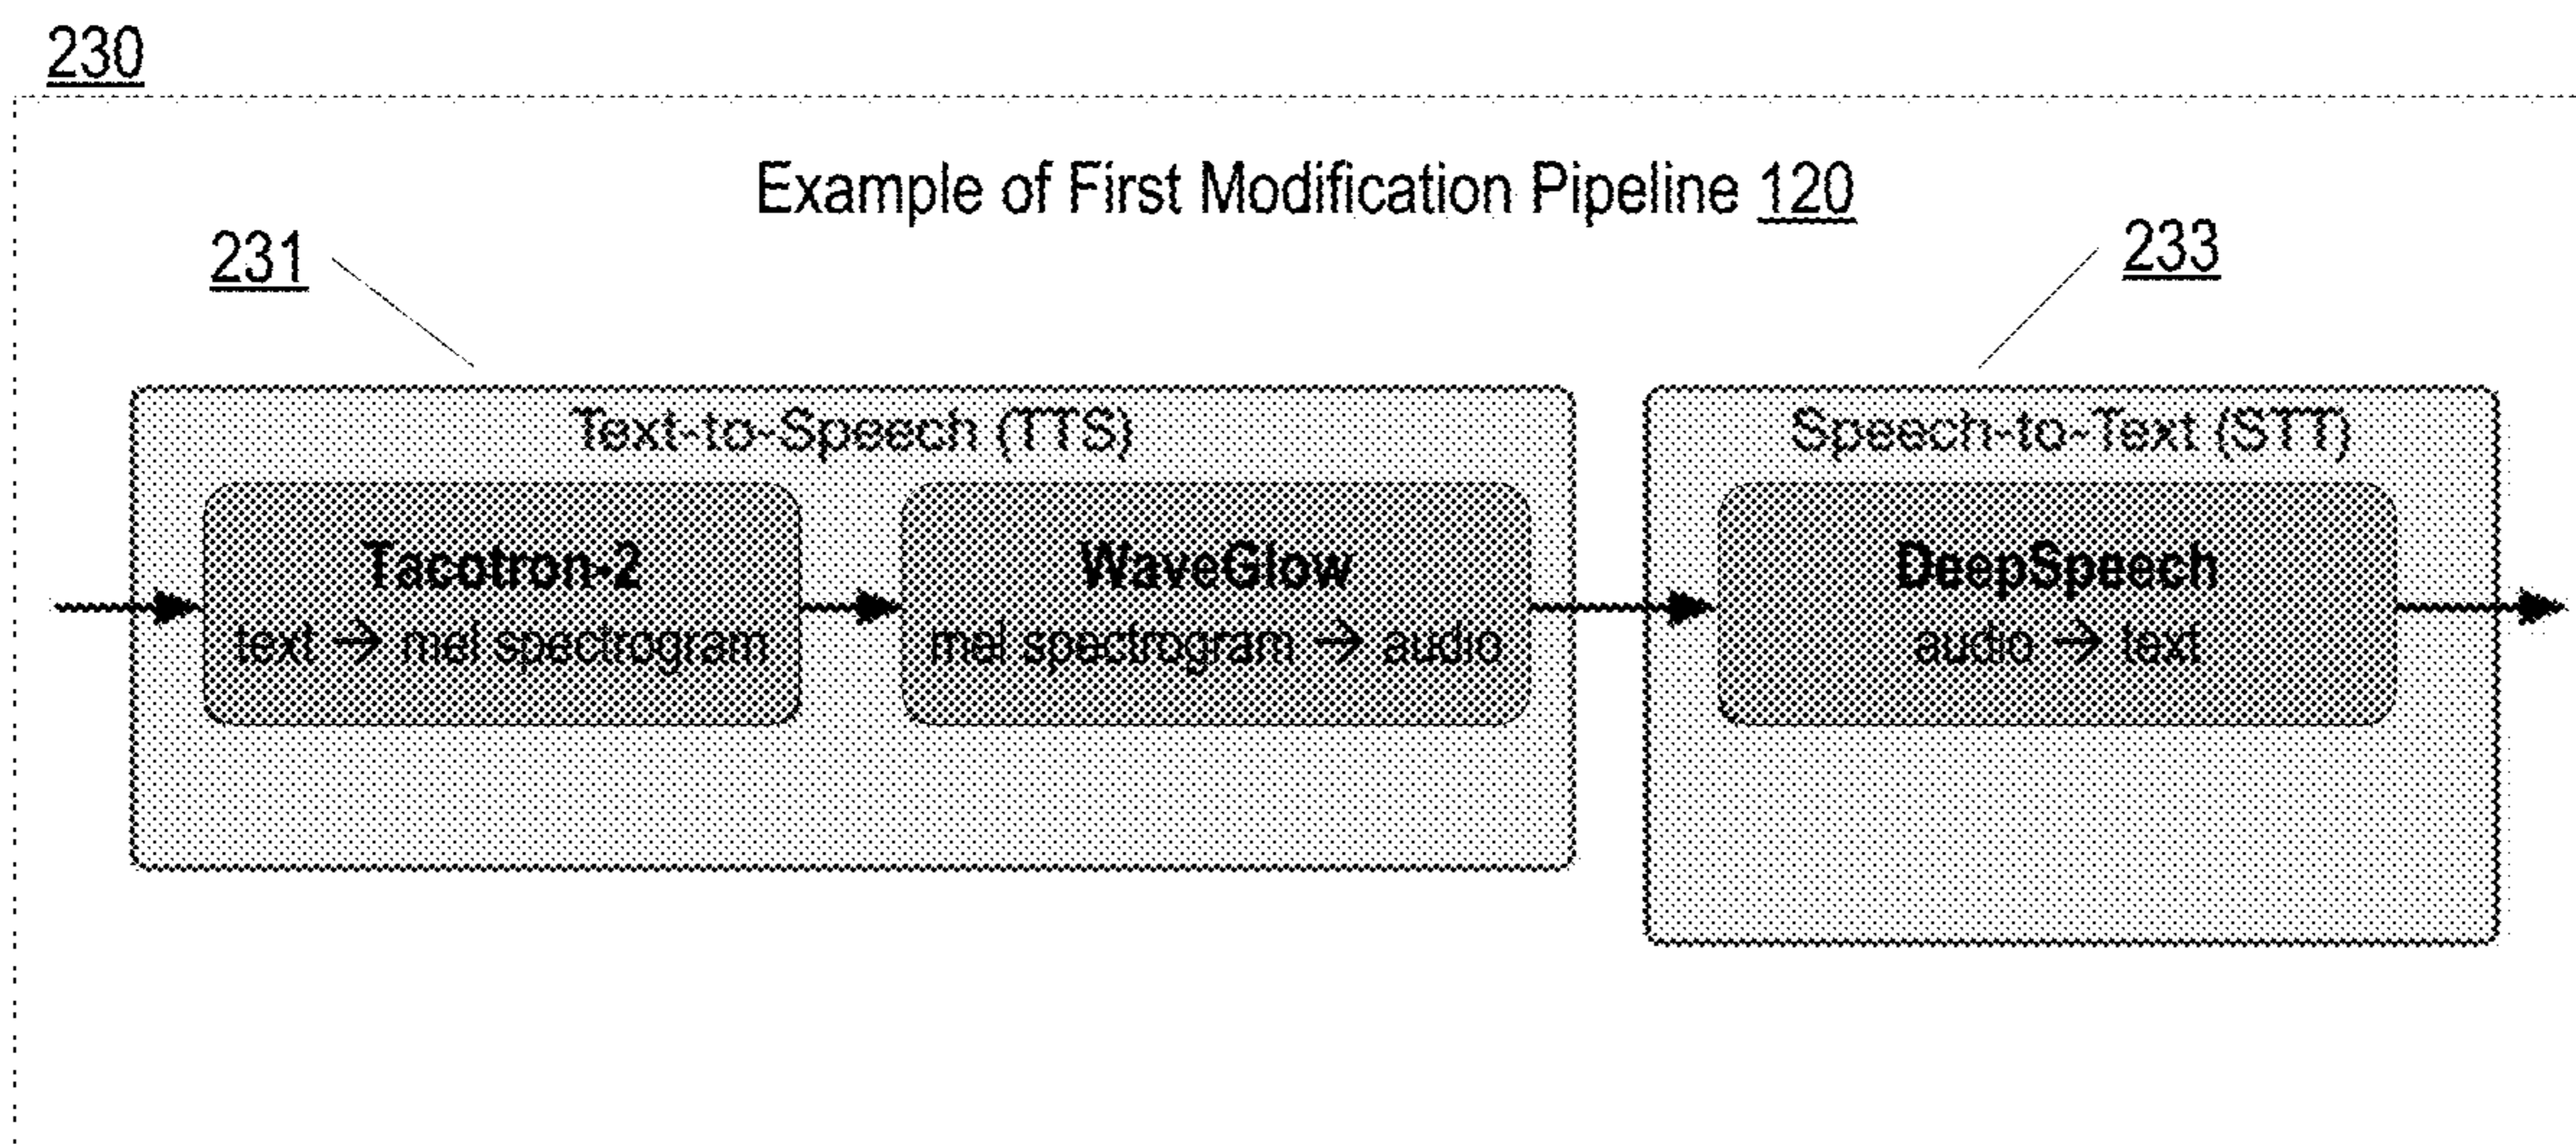 230
Example of First Modification Pipeline 120
231
233
Text-to-Speech (TTS)
Speech-to-Text (STT)
Tacotron-2
text → mel spectrogram
WaveGlow
mel spectrogram → audio
DeepSpeech
audio → text